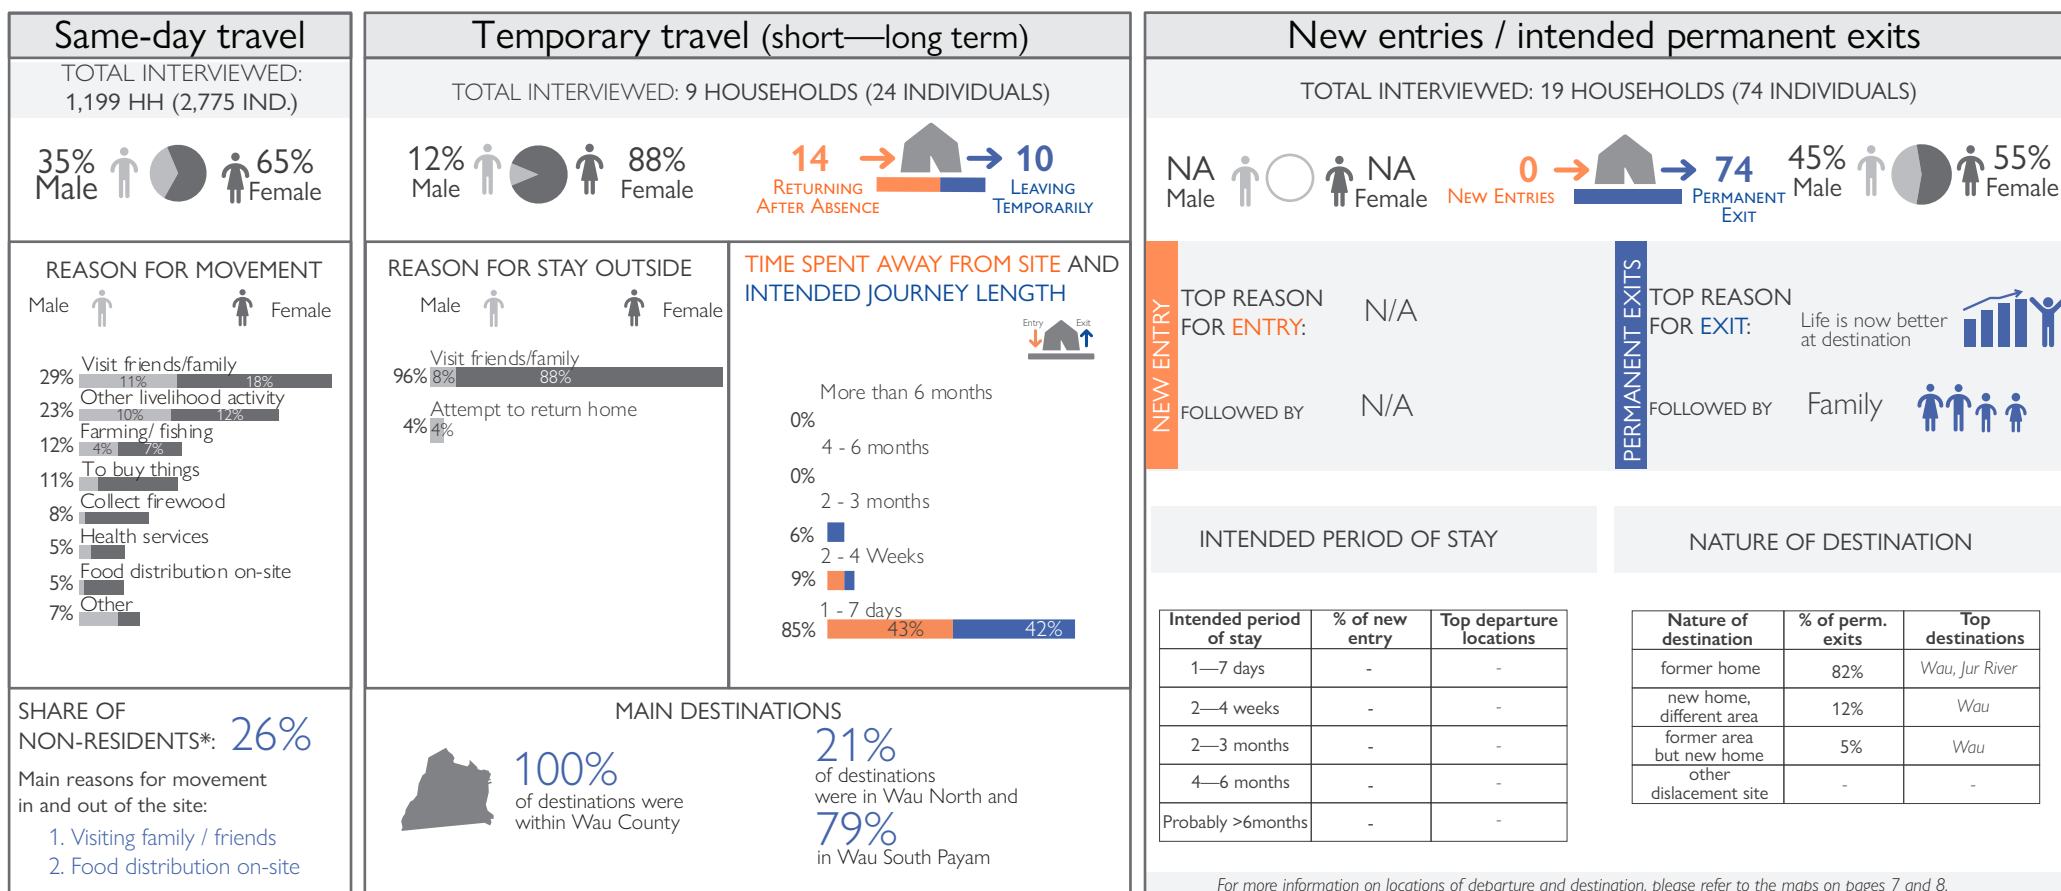 Same-day travel
TOTAL INTERVIEWED:
1,199 HH (2,775 IND.)
35%
Male
65%
Female
REASON FOR MOVEMENT
Male
Female
Visit friends/family
29%
11%
18%
Other livelihood activity
23%
10%
12%
Farming/ fishing
12%
4%
7%
To buy things
11%
Collect firewood
8%
Health services
5%
Food distribution on-site
5%
Other
7%
SHARE OF
NON-RESIDENTS*: 26%
Main reasons for movement
in and out of the site:
1. Visiting family / friends
2. Food distribution on-site
Temporary travel (short—long term)
TOTAL INTERVIEWED: 9 HOUSEHOLDS (24 INDIVIDUALS)
12%
Male
88%
Female
14
RETURNING
AFTER ABSENCE
10
LEAVING
TEMPORARILY
REASON FOR STAY OUTSIDE
Male
Female
Visit friends/family
96%
8%
88%
Attempt to return home
4%
4%
TIME SPENT AWAY FROM SITE AND
INTENDED JOURNEY LENGTH
Entry
Exit
More than 6 months
0%
4 - 6 months
0%
2 - 3 months
6%
2 - 4 Weeks
9%
1 - 7 days
85%
43%
42%
MAIN DESTINATIONS
100%
of destinations were
within Wau County
21%
of destinations
were in Wau North and
79%
in Wau South Payam
New entries / intended permanent exits
TOTAL INTERVIEWED: 19 HOUSEHOLDS (74 INDIVIDUALS)
NA
Male
NA
Female
0
NEW ENTRIES
74
PERMANENT
EXIT
45%
Male
55%
Female
NEW ENTRY
TOP REASON
FOR ENTRY:
N/A
FOLLOWED BY
N/A
PERMANENT EXITS
TOP REASON
FOR EXIT:
Life is now better
at destination
FOLLOWED BY
Family
INTENDED PERIOD OF STAY
Intended period of stay	% of new entry	Top departure locations
1—7 days	-	-
2—4 weeks	-	-
2—3 months	-	-
4—6 months	-	-
Probably >6months	-	-
NATURE OF DESTINATION
Nature of destination	% of perm. exits	Top destinations
former home	82%	Wau, Jur River
new home, different area	12%	Wau
former area but new home	5%	Wau
other dislacement site	-	-
For more information on locations of departure and destination, please refer to the maps on pages 7 and 8.